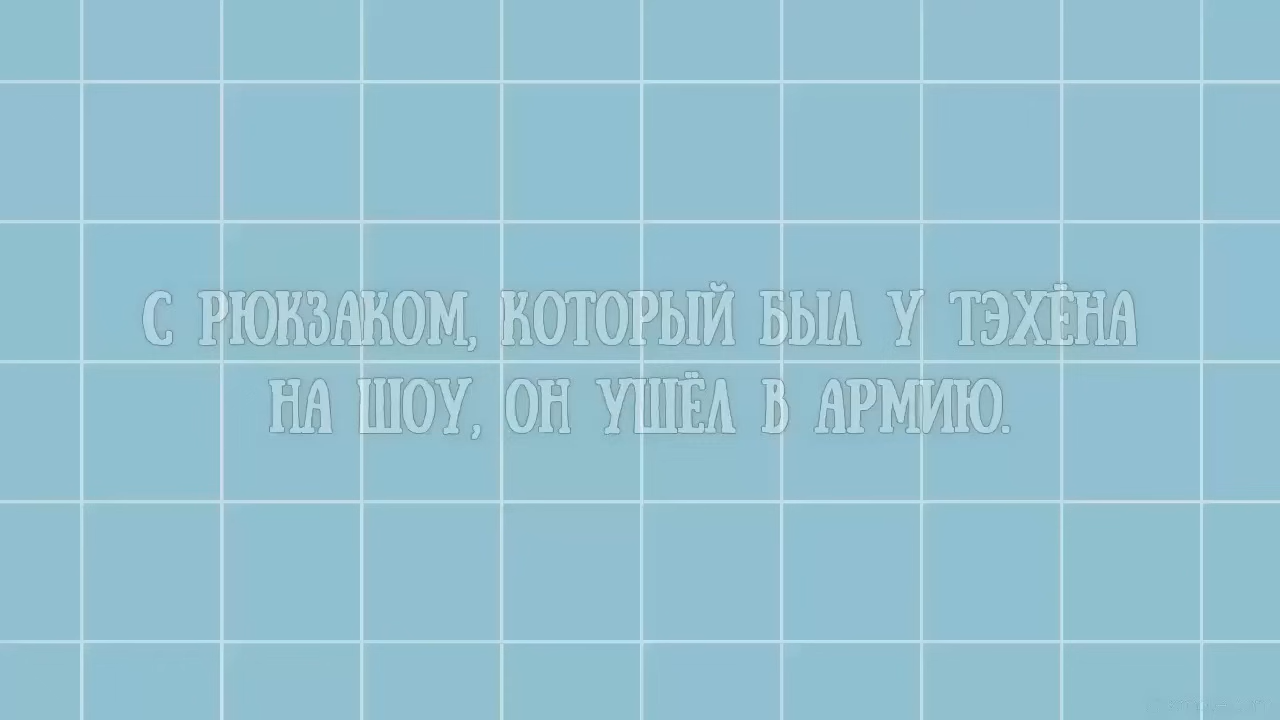 С РЮКЗАКОМ, КОТОРЫЙ БЫЛ У ТЭХЁНА
НА ШОУ, ОН УШЁЛ В АРМИЮ.